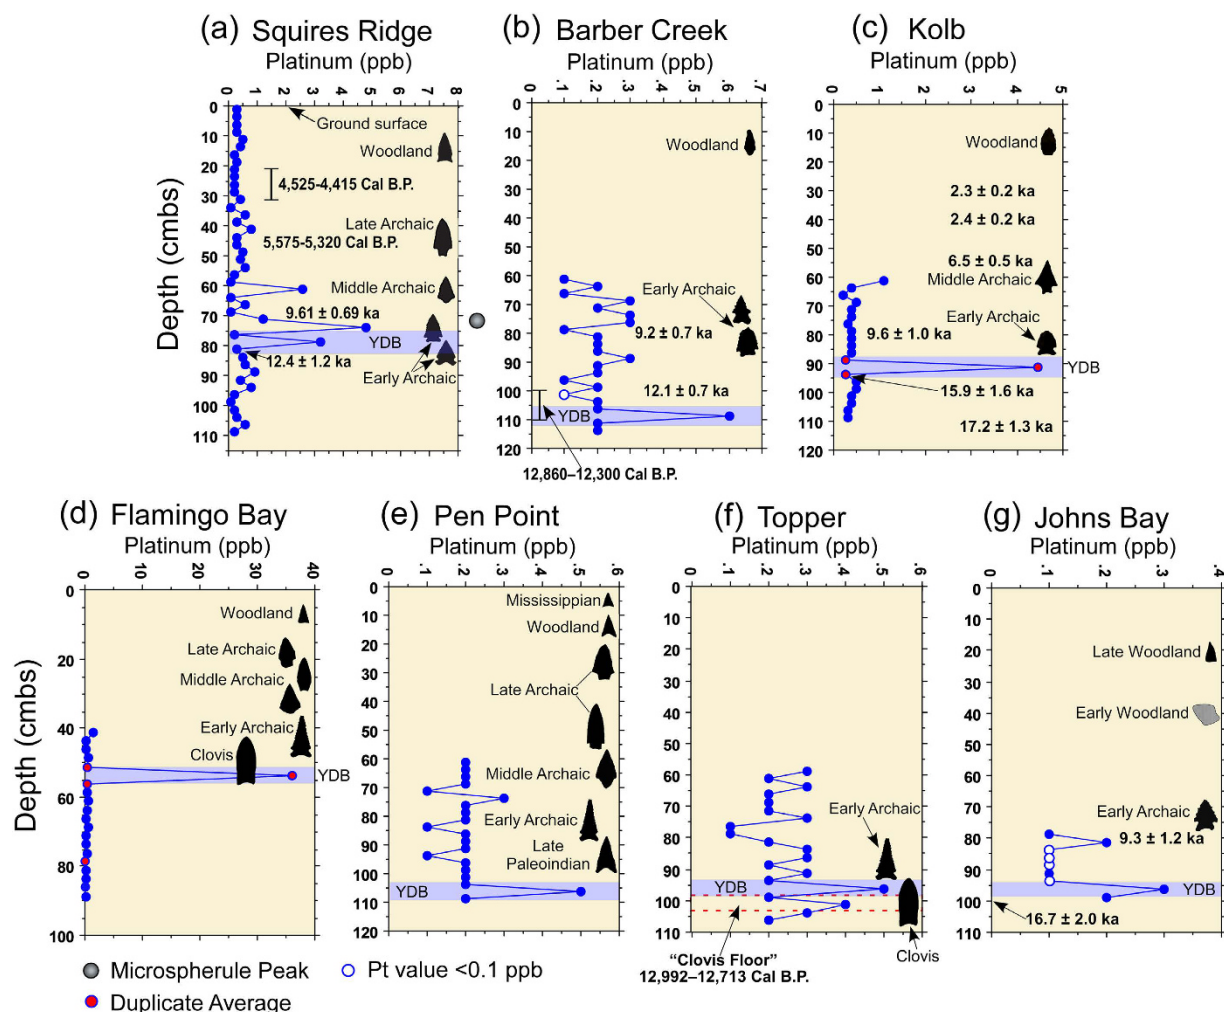 (a) Squires Ridge
Platinum (ppb)
0 1 2 3 4 5 6 7 8
Depth (cmbs)
0
10
20
30
40
50
60
70
80
90
100
110
Ground surface
Woodland
4,525-4,415 Cal B.P.
Late Archaic
5,575-5,320 Cal B.P.
Middle Archaic
9.61 ± 0.69 ka
YDB
12.4 ± 1.2 ka
Early Archaic
(b) Barber Creek
Platinum (ppb)
0 .1 .2 .3 .4 .5 .6 .7
0
10
20
30
40
50
60
70
80
90
100
110
120
Woodland
Early Archaic
9.2 ± 0.7 ka
12.1 ± 0.7 ka
YDB
12,860–12,300 Cal B.P.
(c) Kolb
Platinum (ppb)
0 1 2 3 4 5
0
10
20
30
40
50
60
70
80
90
100
110
120
Woodland
2.3 ± 0.2 ka
2.4 ± 0.2 ka
6.5 ± 0.5 ka
Middle Archaic
Early Archaic
9.6 ± 1.0 ka
YDB
15.9 ± 1.6 ka
17.2 ± 1.3 ka
(d) Flamingo Bay
Platinum (ppb)
0 10 20 30 40
Depth (cmbs)
0
20
40
60
80
100
Woodland
Late Archaic
Middle Archaic
Early Archaic
Clovis
YDB
(e) Pen Point
Platinum (ppb)
0 .1 .2 .3 .4 .5 .6
0
10
20
30
40
50
60
70
80
90
100
110
120
Mississippian
Woodland
Late Archaic
Middle Archaic
Early Archaic
Late
Paleoindian
YDB
(f) Topper
Platinum (ppb)
0 .1 .2 .3 .4 .5 .6
0
10
20
30
40
50
60
70
80
90
100
110
120
Early Archaic
YDB
Clovis
“Clovis Floor”
12,992–12,713 Cal B.P.
(g) Johns Bay
Platinum (ppb)
0 .1 .2 .3 .4
0
10
20
30
40
50
60
70
80
90
100
110
Late Woodland
Early Woodland
Early Archaic
9.3 ± 1.2 ka
YDB
16.7 ± 2.0 ka
Microspherule Peak
Pt value <0.1 ppb
Duplicate Average